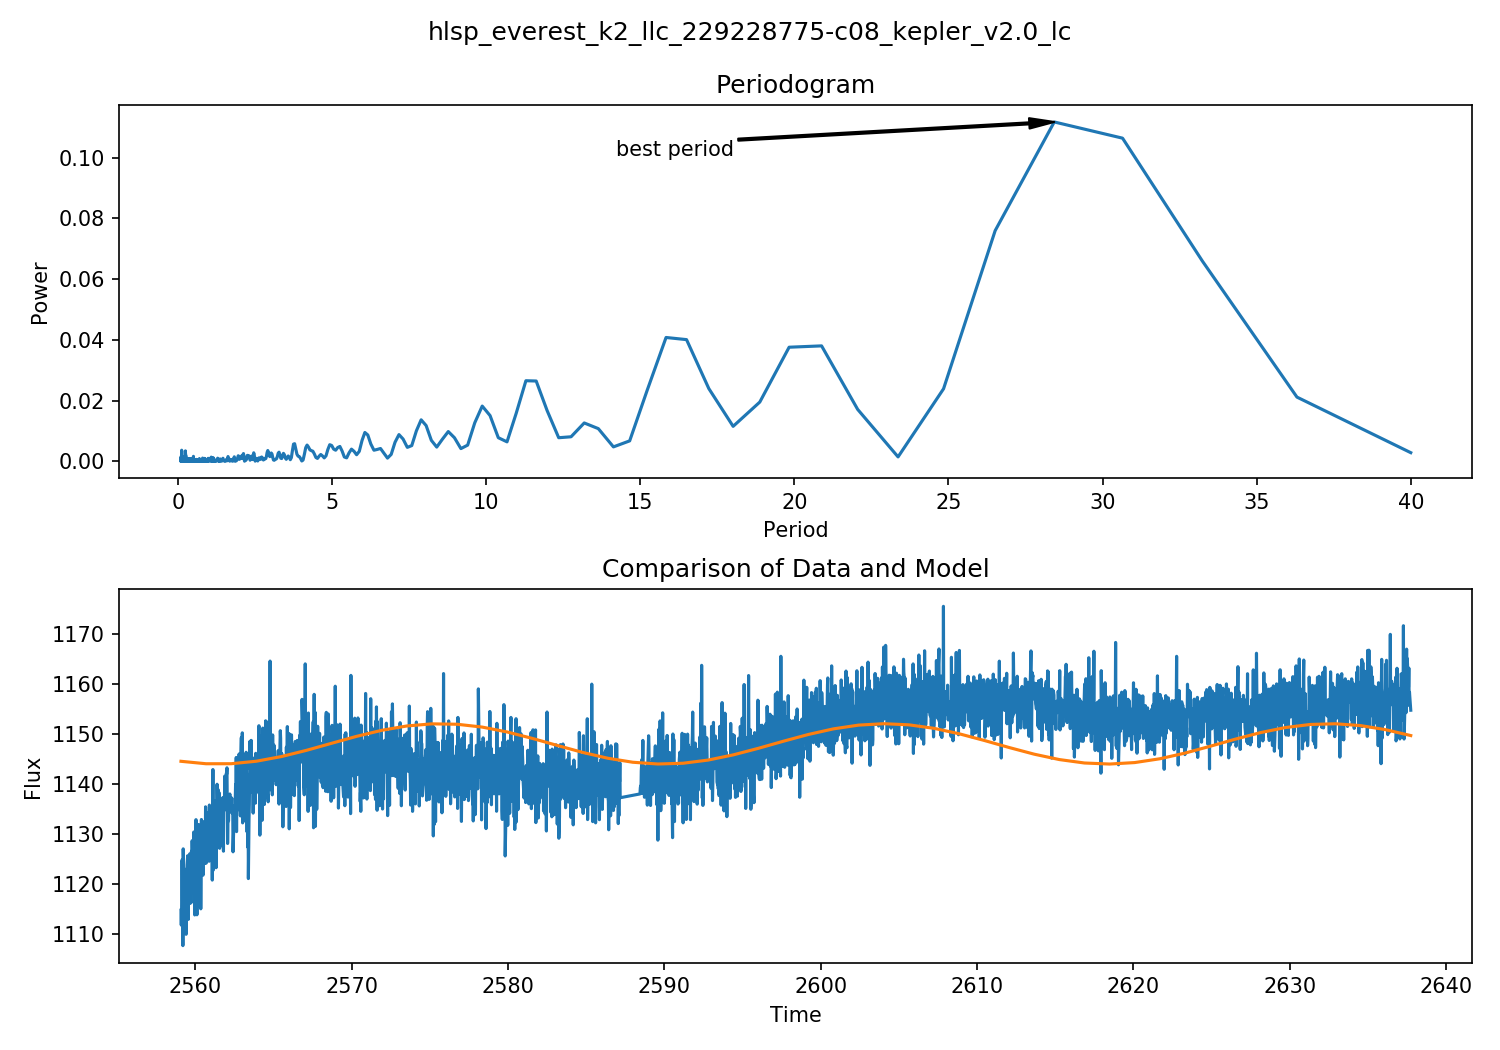 hlsp_everest_k2_llc_229228775-c08_kepler_v2.0_lc
Periodogram
best period
0.10
0.08
0.06
0.04
0.02
0.00
Power
0 5 10 15 20 25 30 35 40
Period
Comparison of Data and Model
1170
1160
1150
1140
1130
1120
1110
Flux
2560 2570 2580 2590 2600 2610 2620 2630 2640
Time